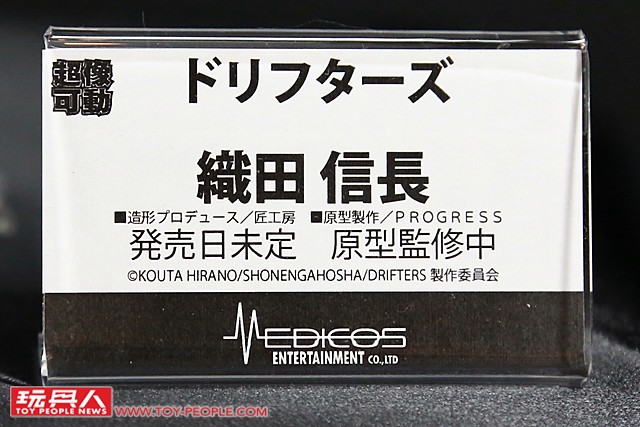 超像
可動
ドリフターズ
織田 信長
■造形プロデュース／匠工房 ■原型製作／PROGRESS
発売日未定 原型監修中
©KOUTA HIRANO/SHONENGAHOSHA/DRIFTERS 製作委員会
MEDICOS
ENTERTAINMENT CO.,LTD
玩具人
TOY PEOPLE NEWS WWW.TOY-PEOPLE.COM